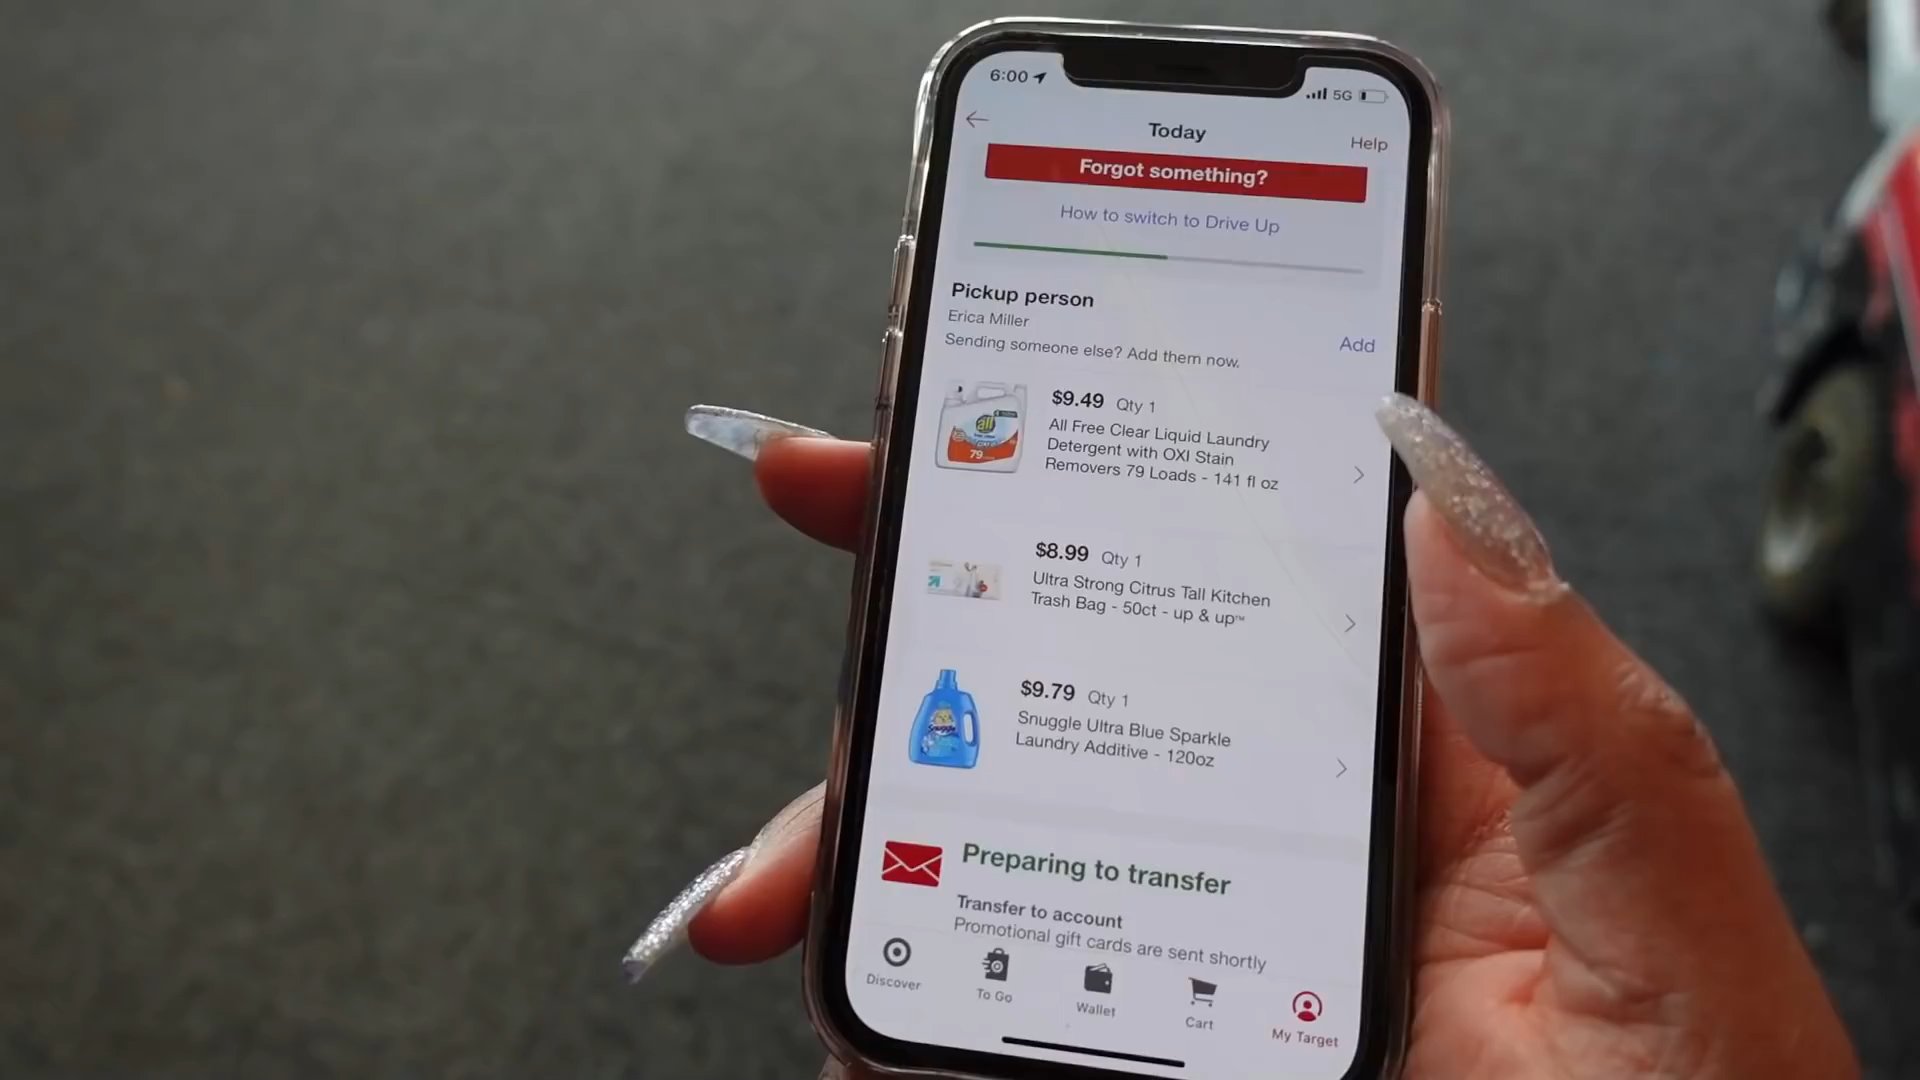 6:00
5G
Today
Help
Forgot something?
How to switch to Drive Up
Pickup person
Erica Miller
Sending someone else? Add them now.
Add
all
79
$9.49 Qty 1
All Free Clear Liquid Laundry
Detergent with OXI Stain
Removers 79 Loads - 141 fl oz
$8.99 Qty 1
Ultra Strong Citrus Tall Kitchen
Trash Bag - 50ct - up & up™
Snuggle
$9.79 Qty 1
Snuggle Ultra Blue Sparkle
Laundry Additive - 120oz
Preparing to transfer
Transfer to account
Promotional gift cards are sent shortly
Discover
To Go
Wallet
Cart
My Target